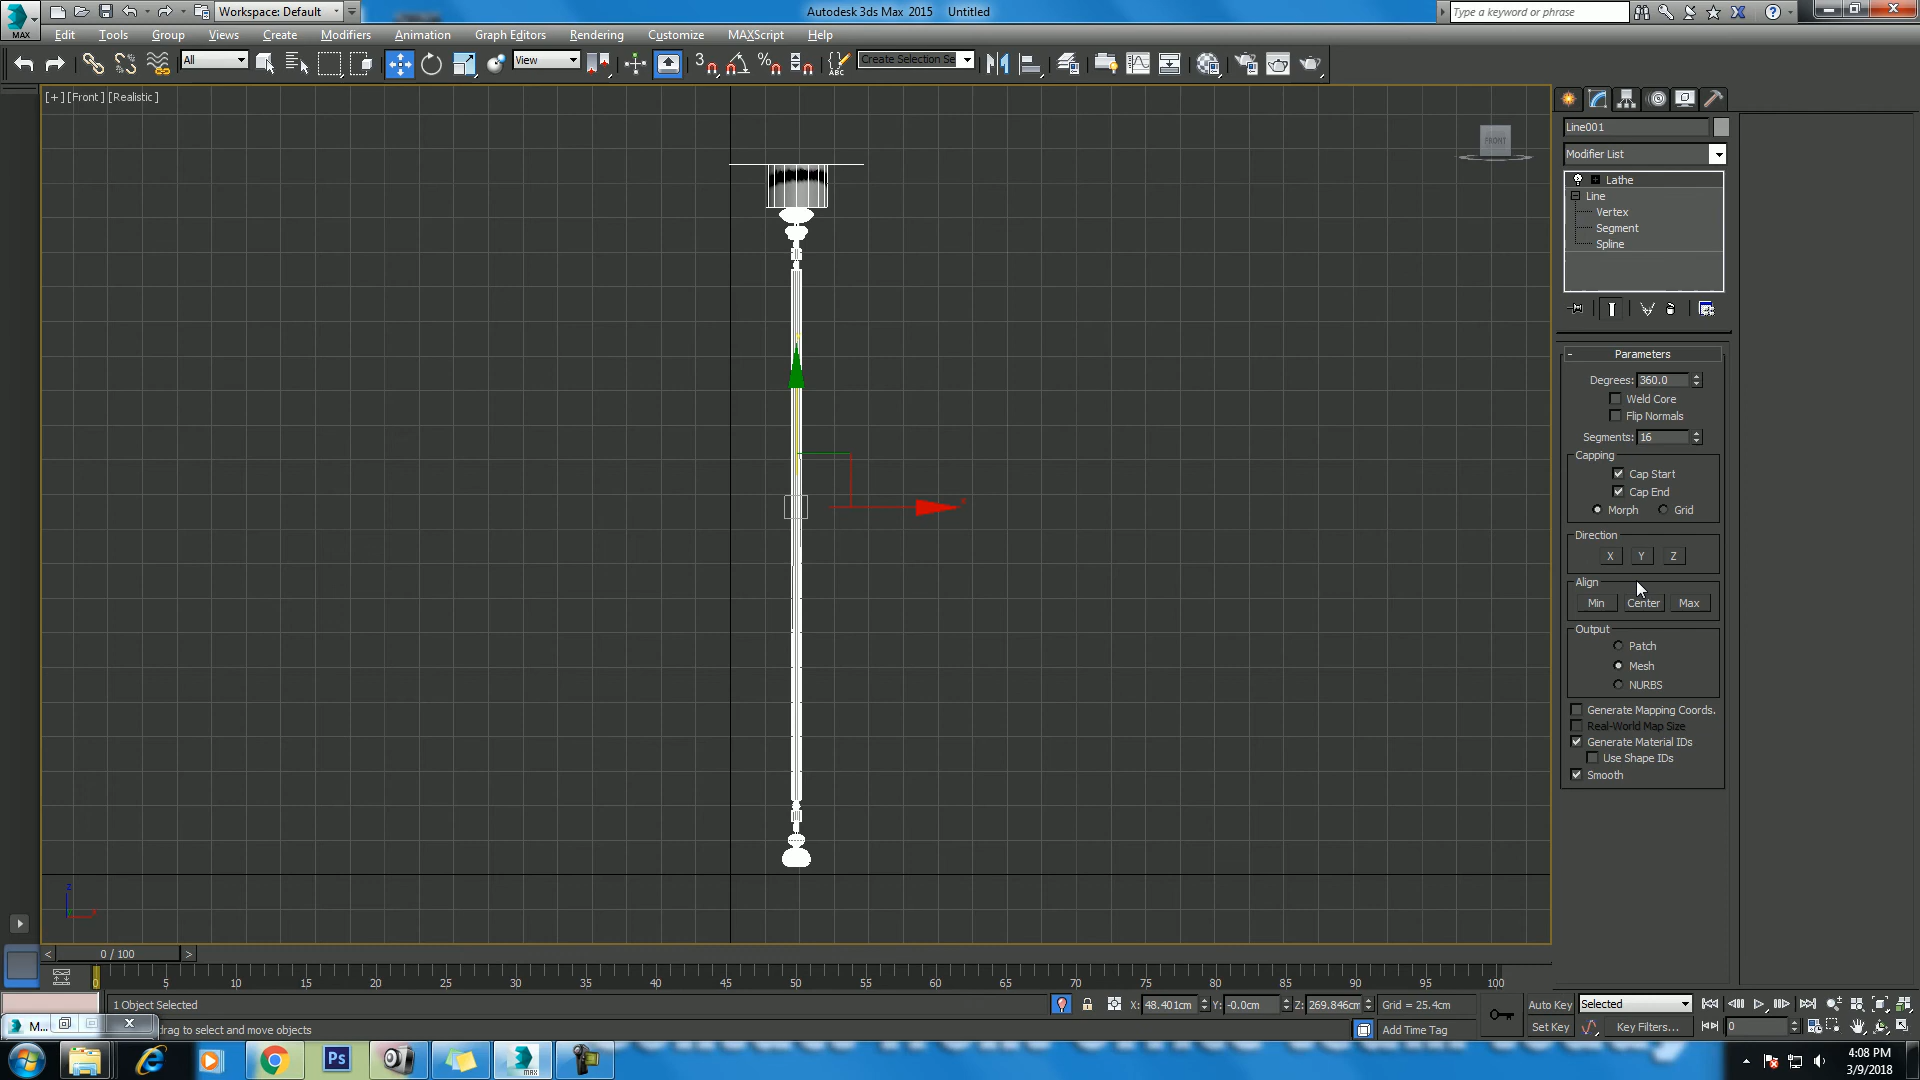 Workspace: Default
Autodesk 3ds Max 2015 Untitled
Type a keyword or phrase
MAX
Edit Tools Group Views Create Modifiers Animation Graph Editors Rendering Customize MAXScript Help
All
View
3
ABC
Create Selection Se
[+] [Front] [Realistic]
FRONT
Line001
Modifier List
Lathe
Line
Vertex
Segment
Spline
- Parameters
Degrees: 360.0
Weld Core
Flip Normals
Segments: 16
Capping
Cap Start
Cap End
Morph Grid
Direction
X Y Z
Align
Min Center Max
Output
Patch
Mesh
NURBS
Generate Mapping Coords.
Real-World Map Size
Generate Material IDs
Use Shape IDs
Smooth
z
x
< 0 / 100 >
0 5 10 15 20 25 30 35 40 45 50 55 60 65 70 75 80 85 90 95 100
1 Object Selected
X: 48.401cm Y: -0.0cm Z: 269.846cm Grid = 25.4cm
Auto Key Selected
M...
drag to select and move objects
Add Time Tag
Set Key Key Filters... 0
Ps
MAX
4:08 PM
3/9/2018